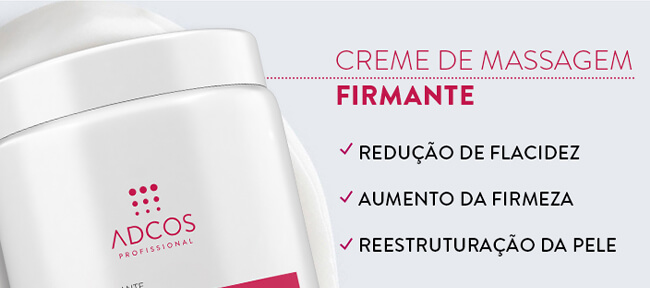 CREME DE MASSAGEM
FIRMANTE
REDUÇÃO DE FLACIDEZ
AUMENTO DA FIRMEZA
REESTRUTURAÇÃO DA PELE
ADCOS
PROFISSIONAL